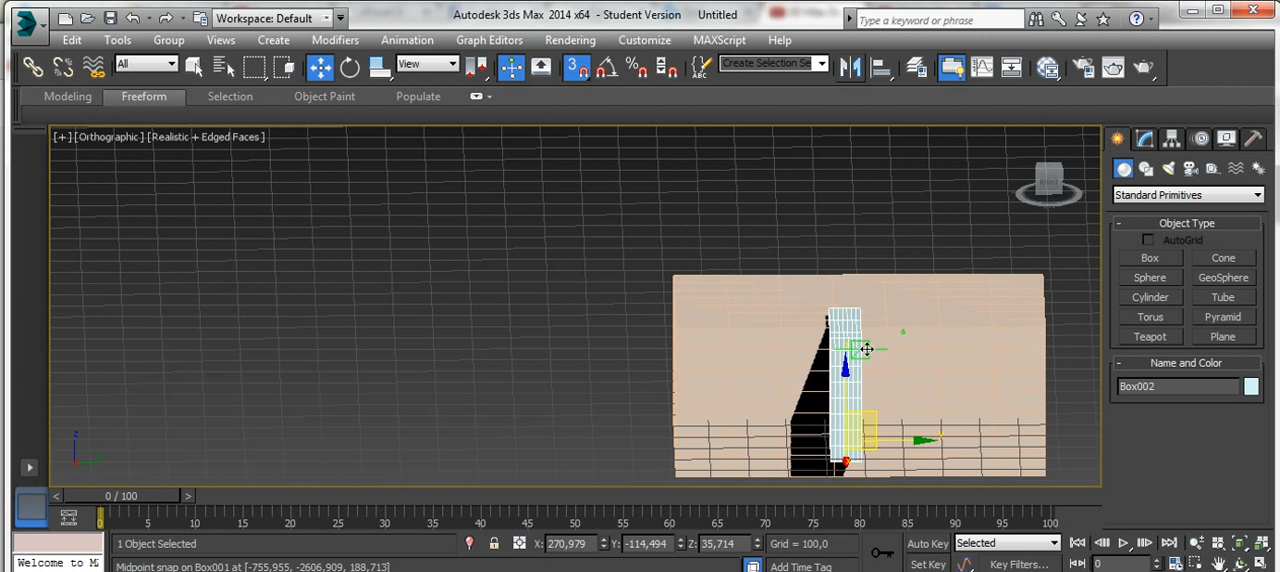 Workspace: Default
Autodesk 3ds Max 2014 x64 - Student Version Untitled
Type a keyword or phrase
Edit Tools Group Views Create Modifiers Animation Graph Editors Rendering Customize MAXScript Help
All View 3 Create Selection Se
Modeling Freeform Selection Object Paint Populate
[+] [Orthographic] [Realistic + Edged Faces]
Standard Primitives
- Object Type
AutoGrid
Box Cone
Sphere GeoSphere
Cylinder Tube
Torus Pyramid
Teapot Plane
- Name and Color
Box002
z
< 0 / 100 >
0 5 10 15 20 25 30 35 40 45 50 55 60 65 70 75 80 85 90 95 100
1 Object Selected X: 270,979 Y: -114,494 Z: 35,714 Grid = 100,0 Auto Key Selected
Welcome to MA Midpoint snap on Box001 at [-755,955, -2606,909, 188,713] Add Time Tag Set Key Key Filters... 0